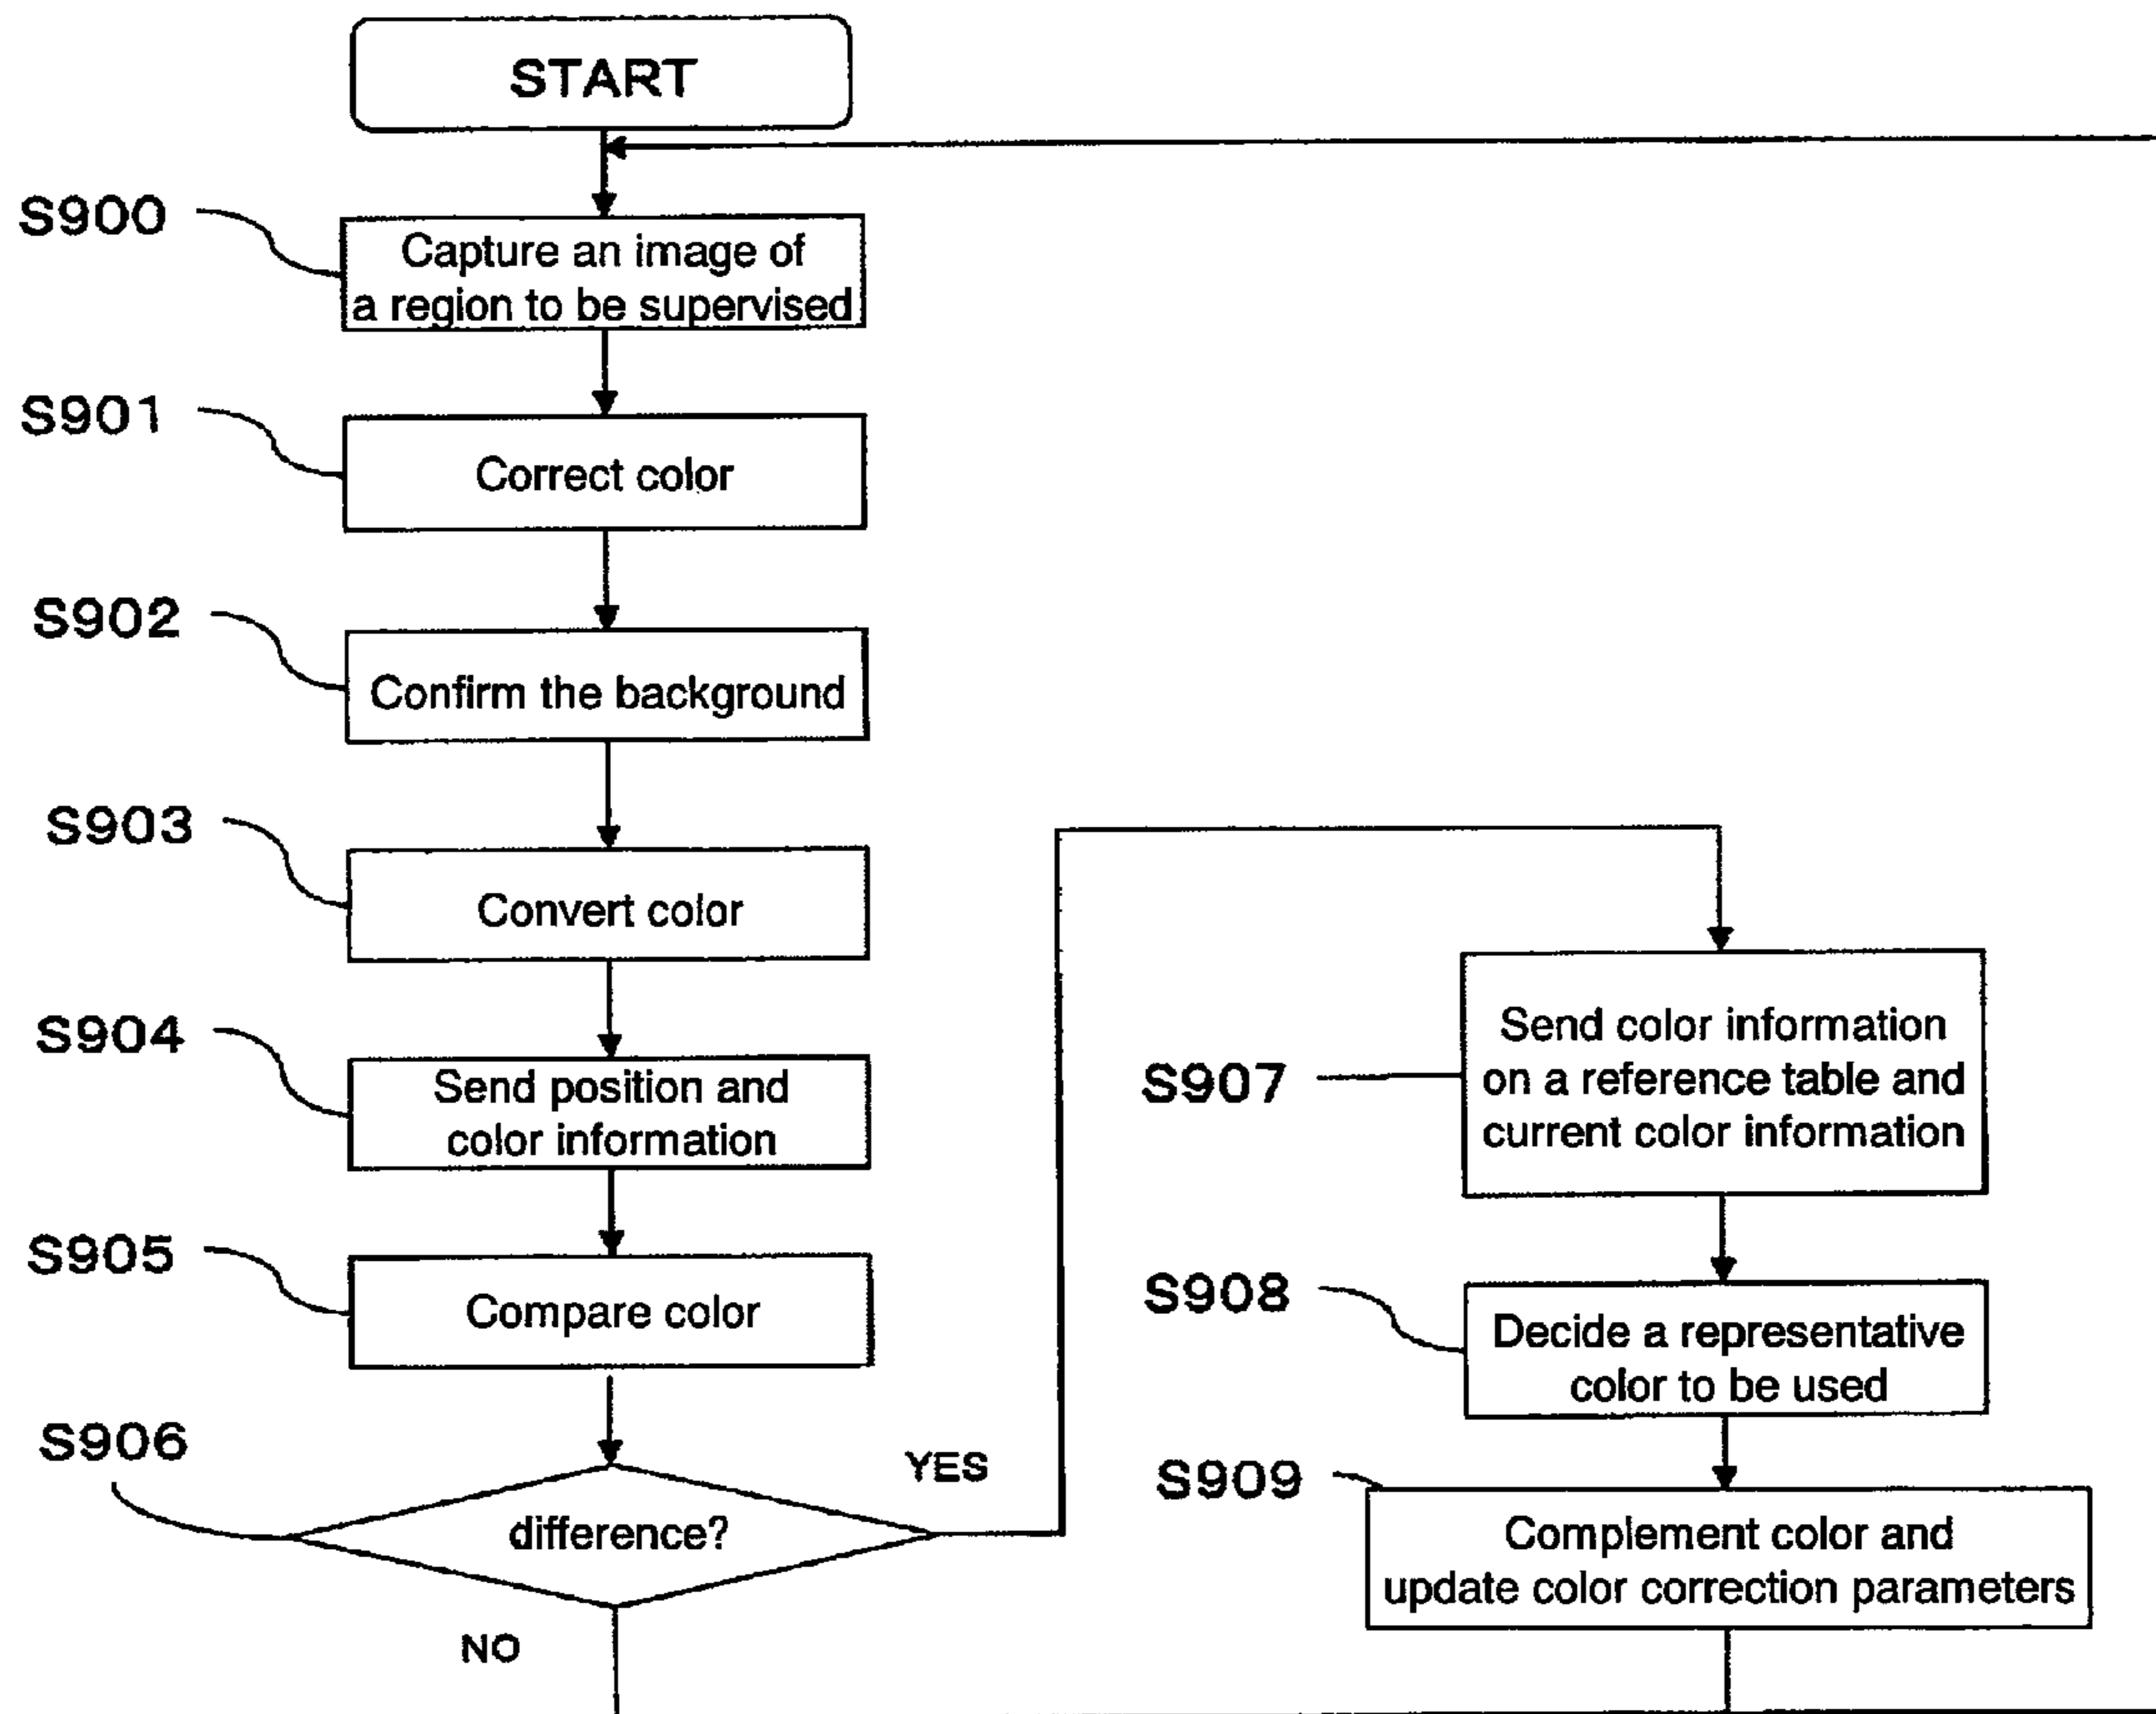 START
S900
Capture an image of
a region to be supervised
S901
Correct color
S902
Confirm the background
S903
Convert color
S904
Send position and
color information
S905
Compare color
S906
difference?
YES
NO
S907
Send color information
on a reference table and
current color information
S908
Decide a representative
color to be used
S909
Complement color and
update color correction parameters